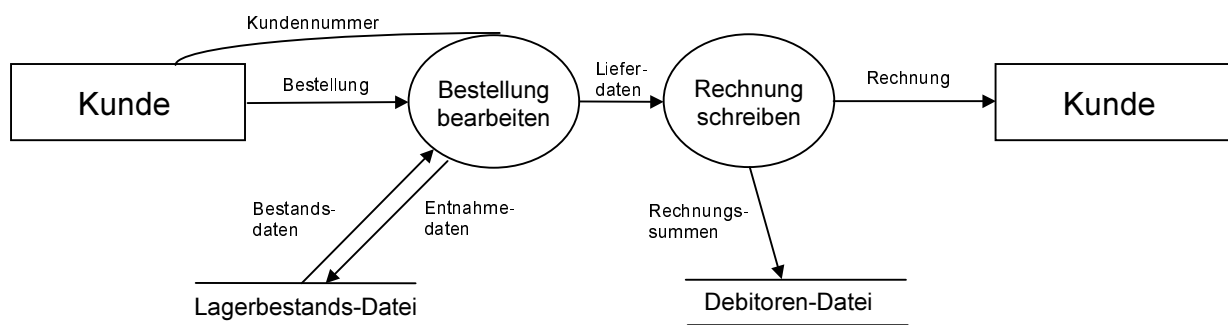 Kundennummer
Kunde
Bestellung
Bestellung
bearbeiten
Liefer-
daten
Rechnung
schreiben
Rechnung
Kunde
Bestands-
daten
Entnahme-
daten
Rechnungs-
summen
Lagerbestands-Datei
Debitoren-Datei